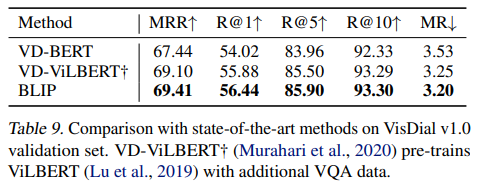 Method MRR↑ R@1↑ R@5↑ R@10↑ MR↓
VD-BERT 67.44 54.02 83.96 92.33 3.53
VD-ViLBERT† 69.10 55.88 85.50 93.29 3.25
BLIP 69.41 56.44 85.90 93.30 3.20
Table 9. Comparison with state-of-the-art methods on VisDial v1.0
validation set. VD-ViLBERT† (Murahari et al., 2020) pre-trains
ViLBERT (Lu et al., 2019) with additional VQA data.